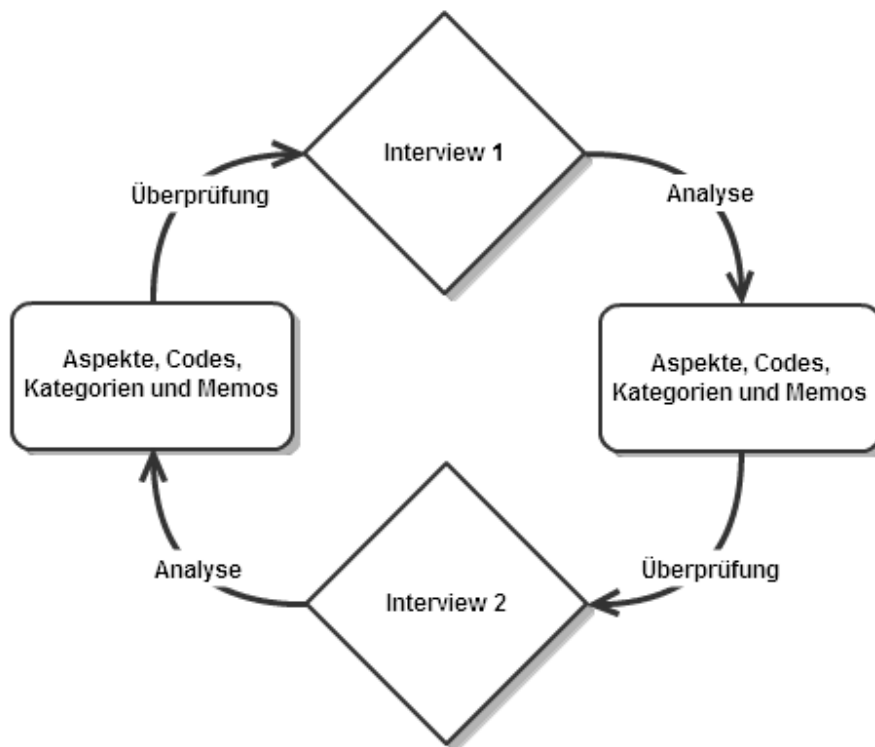 Interview 1
Überprüfung
Analyse
Aspekte, Codes,
Kategorien und Memos
Aspekte, Codes,
Kategorien und Memos
Analyse
Überprüfung
Interview 2